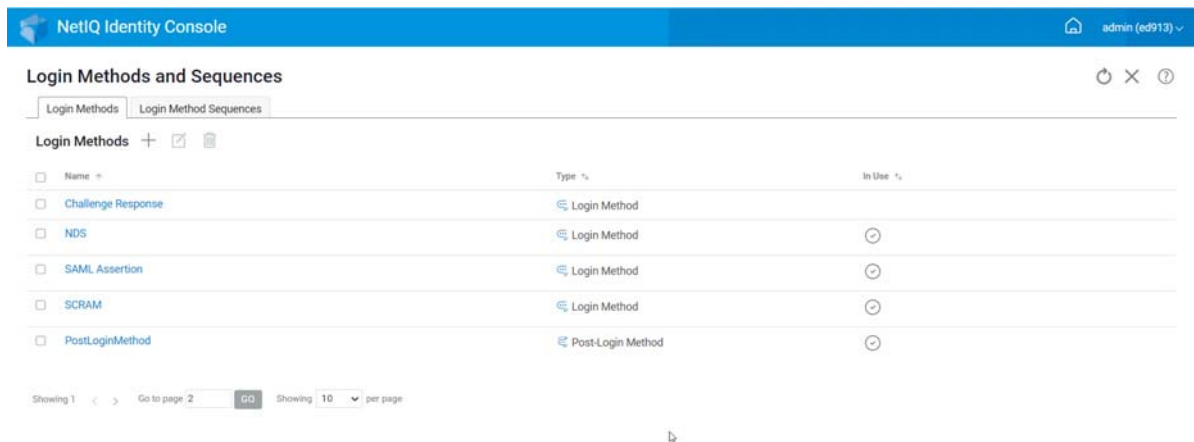 NetIQ Identity Console admin (ed913)
Login Methods and Sequences
Login Methods Login Method Sequences
Login Methods
Name Type In Use
Challenge Response Login Method
NDS Login Method
SAML Assertion Login Method
SCRAM Login Method
PostLoginMethod Post-Login Method
Showing 1 Go to page 2 GO Showing 10 per page